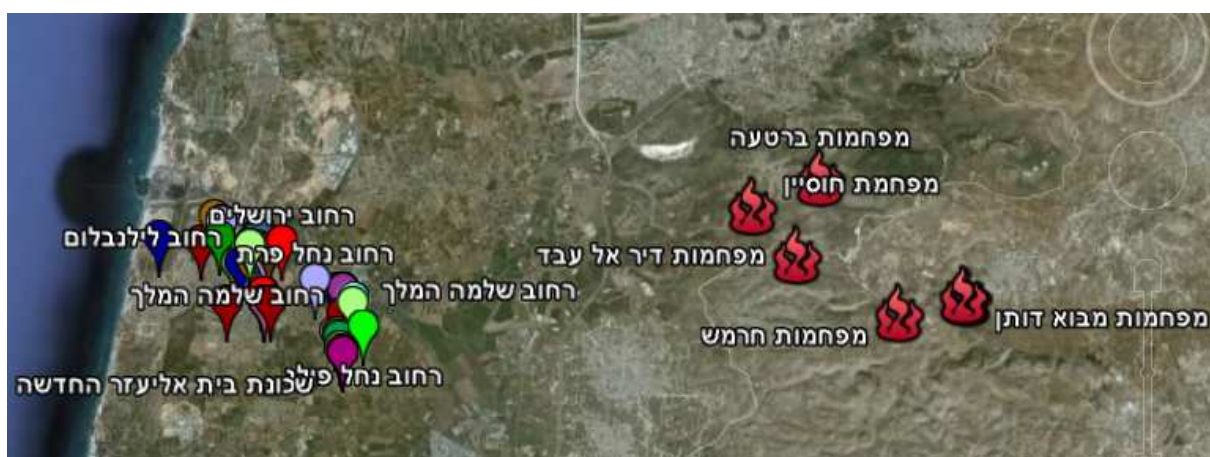 מפחמות ברטעה
מפחמת חוסיין
רחוב ירושלים
רחוב לילנבלום
רחוב נחל פרת
מפחמות דיר אל עבד
רחוב שלמה המלך
רחוב שלמה המלך
מפחמות מבוא דותן
מפחמות חרמש
רחוב נחל
שכונת בית אליעזר החדשה